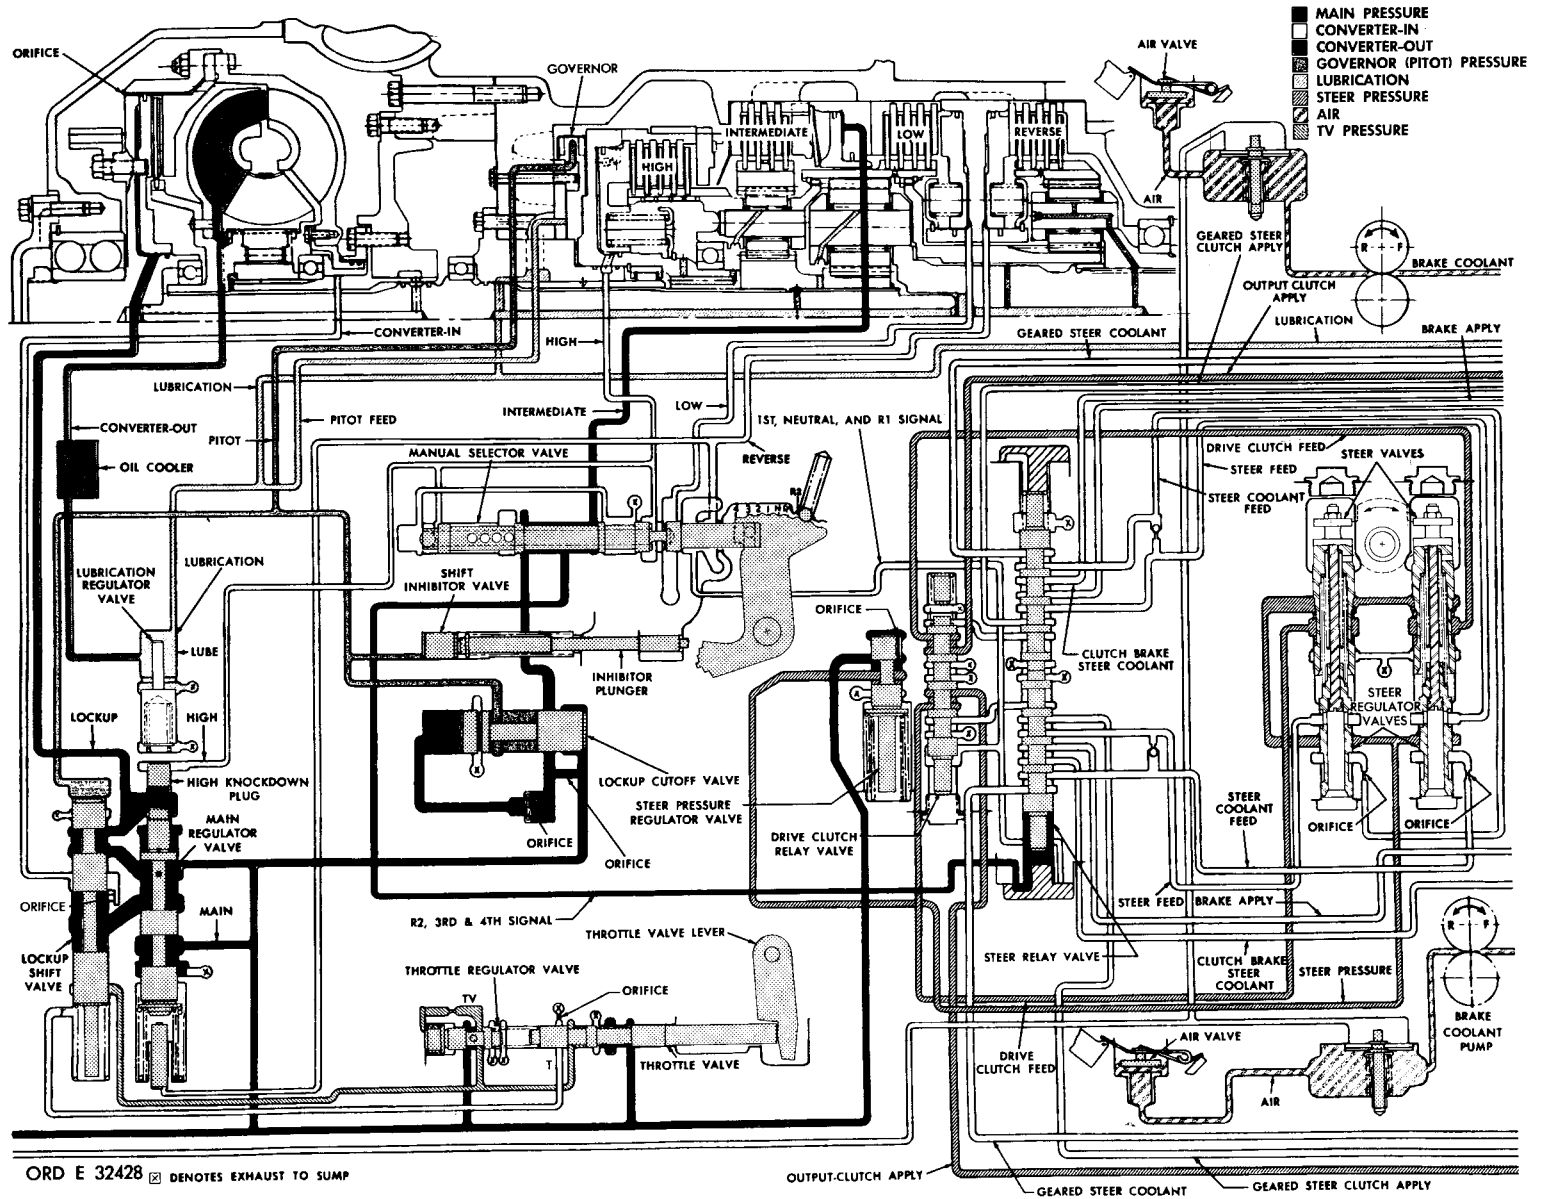 MAIN PRESSURE
CONVERTER-IN
CONVERTER-OUT
GOVERNOR (PITOT) PRESSURE
LUBRICATION
STEER PRESSURE
AIR
TV PRESSURE
ORIFICE
GOVERNOR
AIR VALVE
INTERMEDIATE
LOW
REVERSE
HIGH
AIR
GEARED STEER
CLUTCH APPLY
R F
BRAKE COOLANT
OUTPUT CLUTCH
APPLY
LUBRICATION
BRAKE APPLY
GEARED STEER COOLANT
CONVERTER-IN
HIGH
LUBRICATION
PITOT FEED
INTERMEDIATE
LOW
1ST, NEUTRAL, AND R1 SIGNAL
CONVERTER-OUT
PITOT
REVERSE
MANUAL SELECTOR VALVE
OIL COOLER
DRIVE CLUTCH FEED
STEER VALVES
STEER FEED
STEER COOLANT
FEED
LUBRICATION
REGULATOR
VALVE
LUBRICATION
SHIFT
INHIBITOR VALVE
ORIFICE
LUBE
INHIBITOR
PLUNGER
CLUTCH BRAKE
STEER COOLANT
STEER
REGULATOR
VALVES
LOCKUP
HIGH
HIGH KNOCKDOWN
PLUG
LOCKUP CUTOFF VALVE
STEER PRESSURE
REGULATOR VALVE
MAIN
REGULATOR
VALVE
ORIFICE
ORIFICE
DRIVE CLUTCH
RELAY VALVE
STEER
COOLANT
FEED
ORIFICE
ORIFICE
ORIFICE
MAIN
R2, 3RD & 4TH SIGNAL
STEER FEED
BRAKE APPLY
R F
LOCKUP
SHIFT
VALVE
THROTTLE VALVE LEVER
THROTTLE REGULATOR VALVE
STEER RELAY VALVE
CLUTCH BRAKE
STEER
COOLANT
STEER PRESSURE
TV
ORIFICE
BRAKE
COOLANT
PUMP
AIR VALVE
THROTTLE VALVE
DRIVE
CLUTCH FEED
AIR
ORD E 32428
X DENOTES EXHAUST TO SUMP
OUTPUT-CLUTCH APPLY
GEARED STEER COOLANT
GEARED STEER CLUTCH APPLY